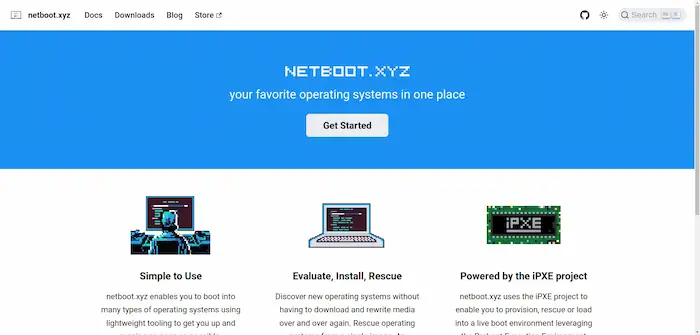 netboot.xyz Docs Downloads Blog Store Search
NETBOOT.XYZ
your favorite operating systems in one place
Get Started
iPXE
Simple to Use
Evaluate, Install, Rescue
Powered by the iPXE project
netboot.xyz enables you to boot into
many types of operating systems using
lightweight tooling to get you up and
Discover new operating systems without
having to download and rewrite media
over and over again. Rescue operating
netboot.xyz uses the iPXE project to
enable you to provision, rescue or load
into a live boot environment leveraging